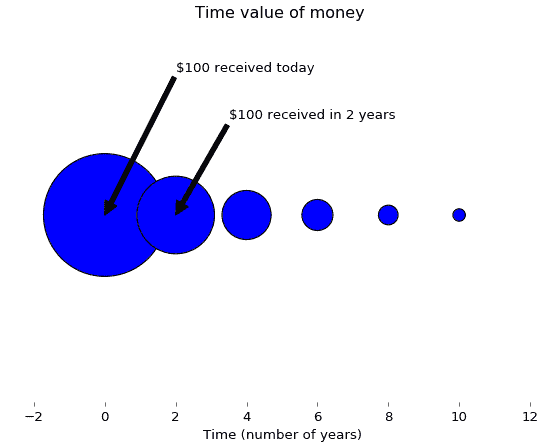 Time value of money
$100 received today
$100 received in 2 years
−2 0 2 4 6 8 10 12
Time (number of years)